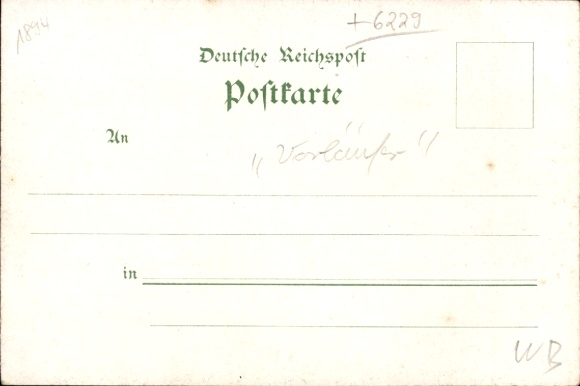 1894
+6229
Deutsche Reichspost
Postkarte
An
"Vorläufer"
in
WB